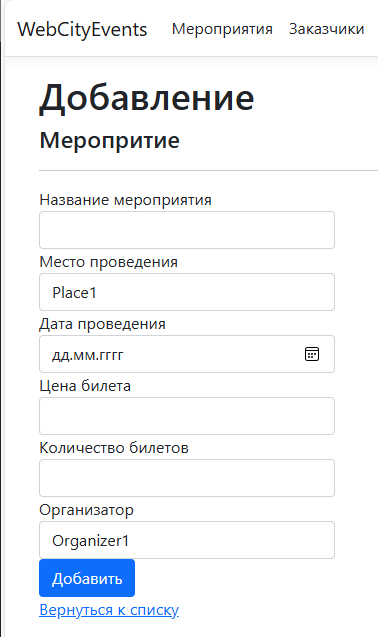 WebCityEvents Мероприятия Заказчики
Добавление
Меропритие
Название мероприятия
Место проведения
Place1
Дата проведения
дд.мм.гггг
Цена билета
Количество билетов
Организатор
Organizer1
Добавить
Вернуться к списку